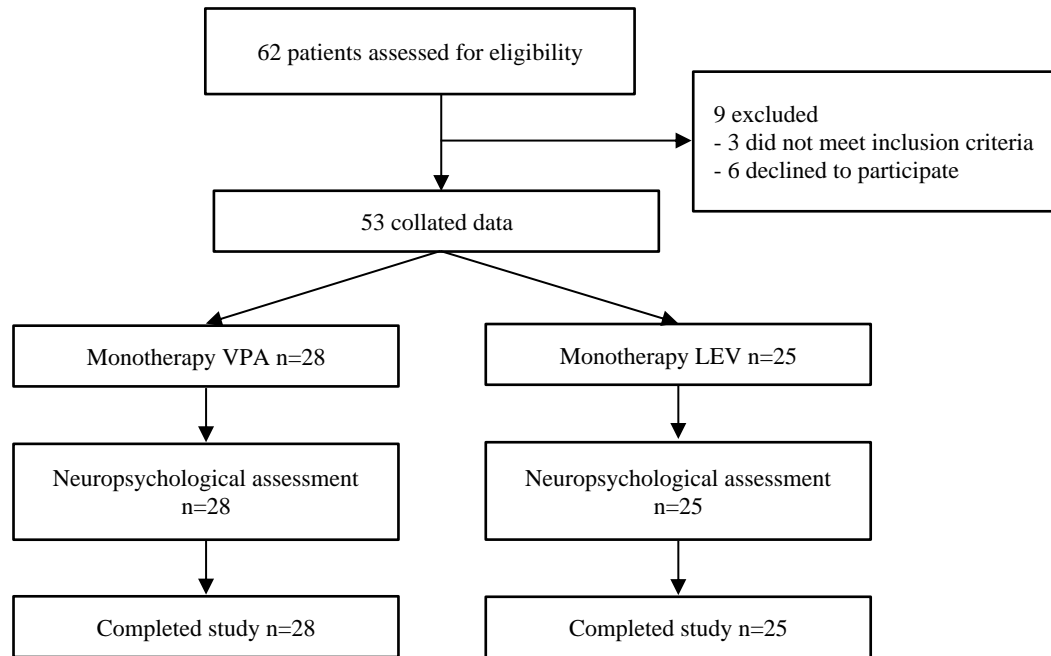 62 patients assessed for eligibility
9 excluded
- 3 did not meet inclusion criteria
- 6 declined to participate
53 collated data
Monotherapy VPA n=28
Monotherapy LEV n=25
Neuropsychological assessment
n=28
Neuropsychological assessment
n=25
Completed study n=28
Completed study n=25